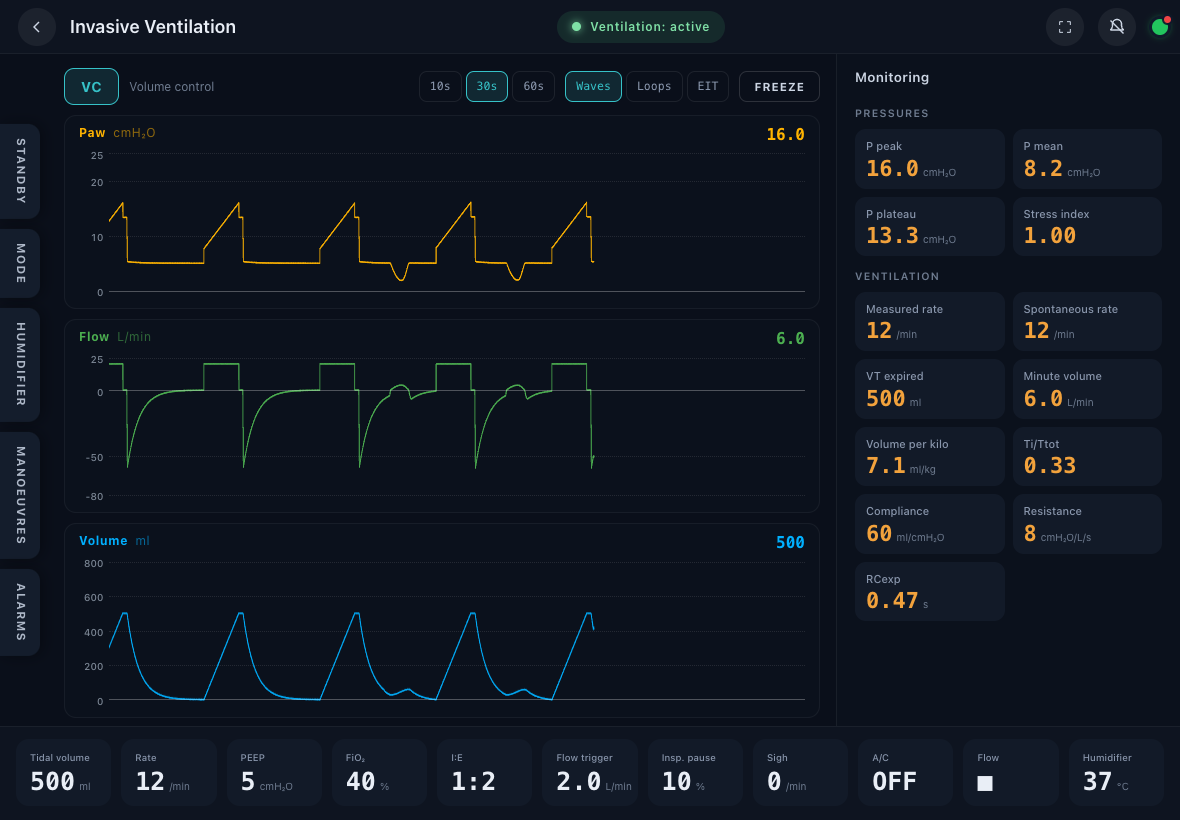 Invasive Ventilation
Ventilation: active
VC Volume control
10s 30s 60s Waves Loops EIT FREEZE
STANDBY
MODE
HUMIDIFIER
MANOEUVRES
ALARMS
Paw cmH₂O 16.0
25
20
10
0
Flow L/min 6.0
25
0
-50
-80
Volume ml 500
800
600
400
200
0
Monitoring
PRESSURES
P peak
16.0 cmH₂O
P mean
8.2 cmH₂O
P plateau
13.3 cmH₂O
Stress index
1.00
VENTILATION
Measured rate
12 /min
Spontaneous rate
12 /min
VT expired
500 ml
Minute volume
6.0 L/min
Volume per kilo
7.1 ml/kg
Ti/Ttot
0.33
Compliance
60 ml/cmH₂O
Resistance
8 cmH₂O/L/s
RCexp
0.47 s
Tidal volume
500 ml
Rate
12 /min
PEEP
5 cmH₂O
FiO₂
40 %
I:E
1:2
Flow trigger
2.0 L/min
Insp. pause
10 %
Sigh
0 /min
A/C
OFF
Flow
■
Humidifier
37 °C